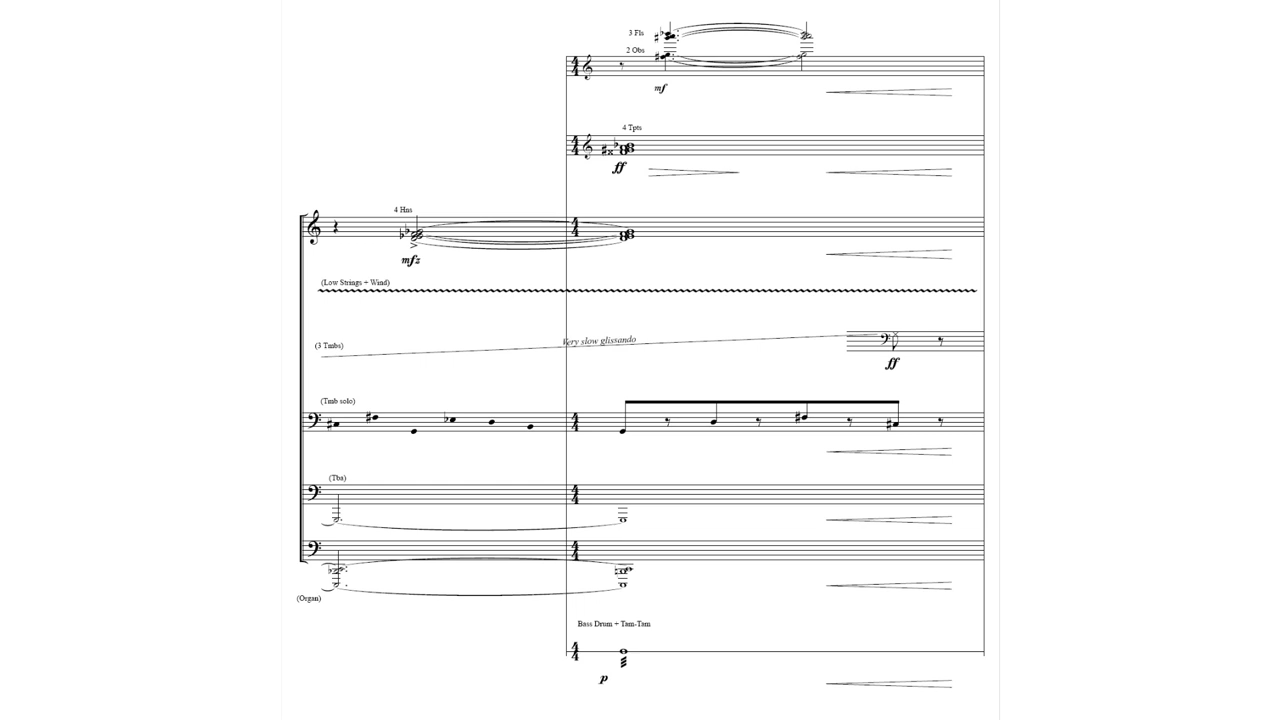 3 Fls
2 Obs
mf
4 Tpts
ff
4 Hns
mfz
(Low Strings + Wind)
(3 Tmbs)
Very slow glissando
ff
(Tmb solo)
(Tba)
(Organ)
Bass Drum + Tam-Tam
p